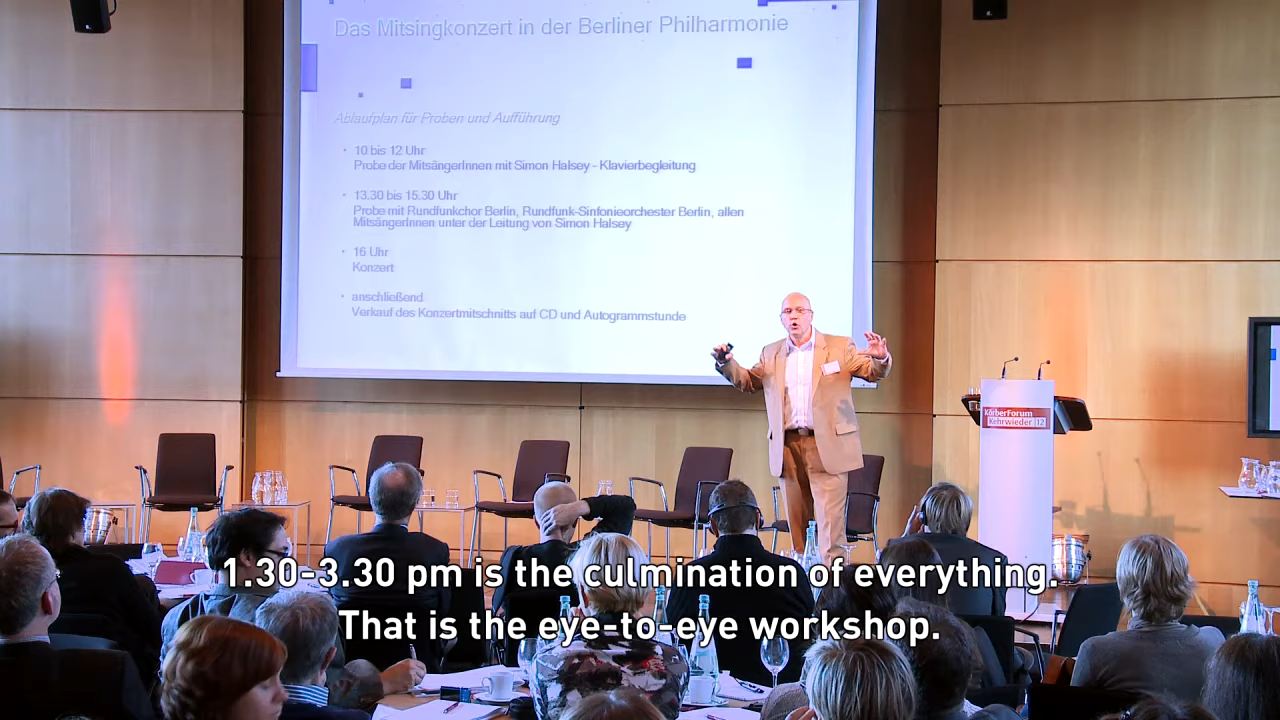 Das Mitsingkonzert in der Berliner Philharmonie
Ablaufplan für Proben und Aufführung
10 bis 12 Uhr
Probe der MitsängerInnen mit Simon Halsey - Klavierbegleitung
13.30 bis 15.30 Uhr
Probe mit Rundfunkchor Berlin, Rundfunk-Sinfonieorchester Berlin, allen
MitsängerInnen unter der Leitung von Simon Halsey
16 Uhr
Konzert
anschließend
Verkauf des Konzertmitschnitts auf CD und Autogrammstunde
KörberForum
Kehrwieder |12
1.30-3.30 pm is the culmination of everything.
That is the eye-to-eye workshop.